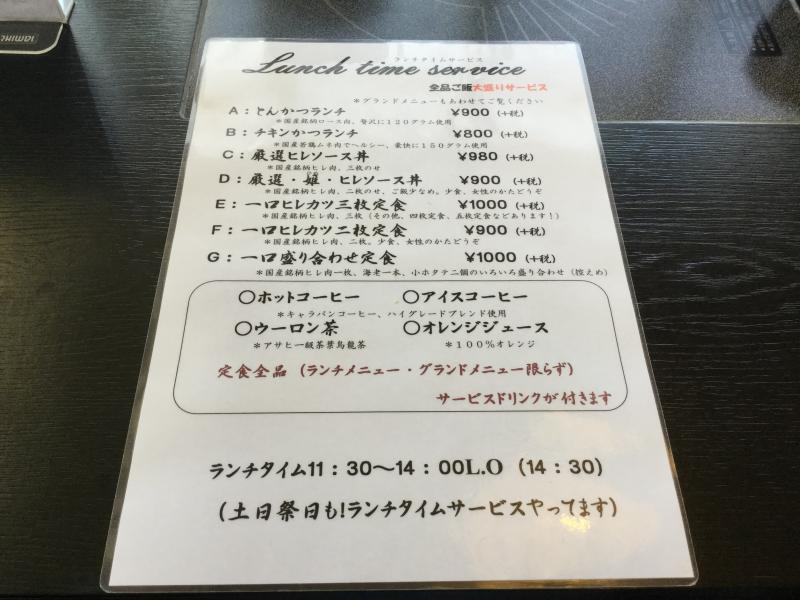 ランチタイムサービス
Lunch time service
全品ご飯大盛りサービス
＊グランドメニューもあわせてご覧ください
A：とんかつランチ ¥900（+税）
＊国産銘柄ロース肉、贅沢に120グラム使用
B：チキンかつランチ ¥800（+税）
＊国産若鶏ムネ肉でヘルシー、豪快に150グラム使用
C：厳選ヒレソース丼 ¥980（+税）
＊国産銘柄ヒレ肉、三枚のせ
D：厳選・姫・ヒレソース丼 ¥900（+税）
＊国産銘柄ヒレ肉、二枚のせ、ご飯少なめ。少食、女性のかたどうぞ
E：一口ヒレカツ三枚定食 ¥1000（+税）
＊国産銘柄ヒレ肉、三枚（その他、四枚定食、五枚定食などあります！）
F：一口ヒレカツ二枚定食 ¥900（+税）
＊国産銘柄ヒレ肉、二枚。少食、女性のかたどうぞ
G：一口盛り合わせ定食 ¥1000（+税）
＊国産銘柄ヒレ肉一枚、海老一本、小ホタテ二個のいろいろ盛り合わせ（控えめ）
○ホットコーヒー ○アイスコーヒー
＊キャラバンコーヒー、ハイグレードブレンド使用
○ウーロン茶 ○オレンジジュース
＊アサヒ一級茶葉烏龍茶 ＊100％オレンジ
定食全品（ランチメニュー・グランドメニュー限らず）
サービスドリンクが付きます
ランチタイム11：30～14：00L.O（14：30）
（土日祭日も！ランチタイムサービスやってます）